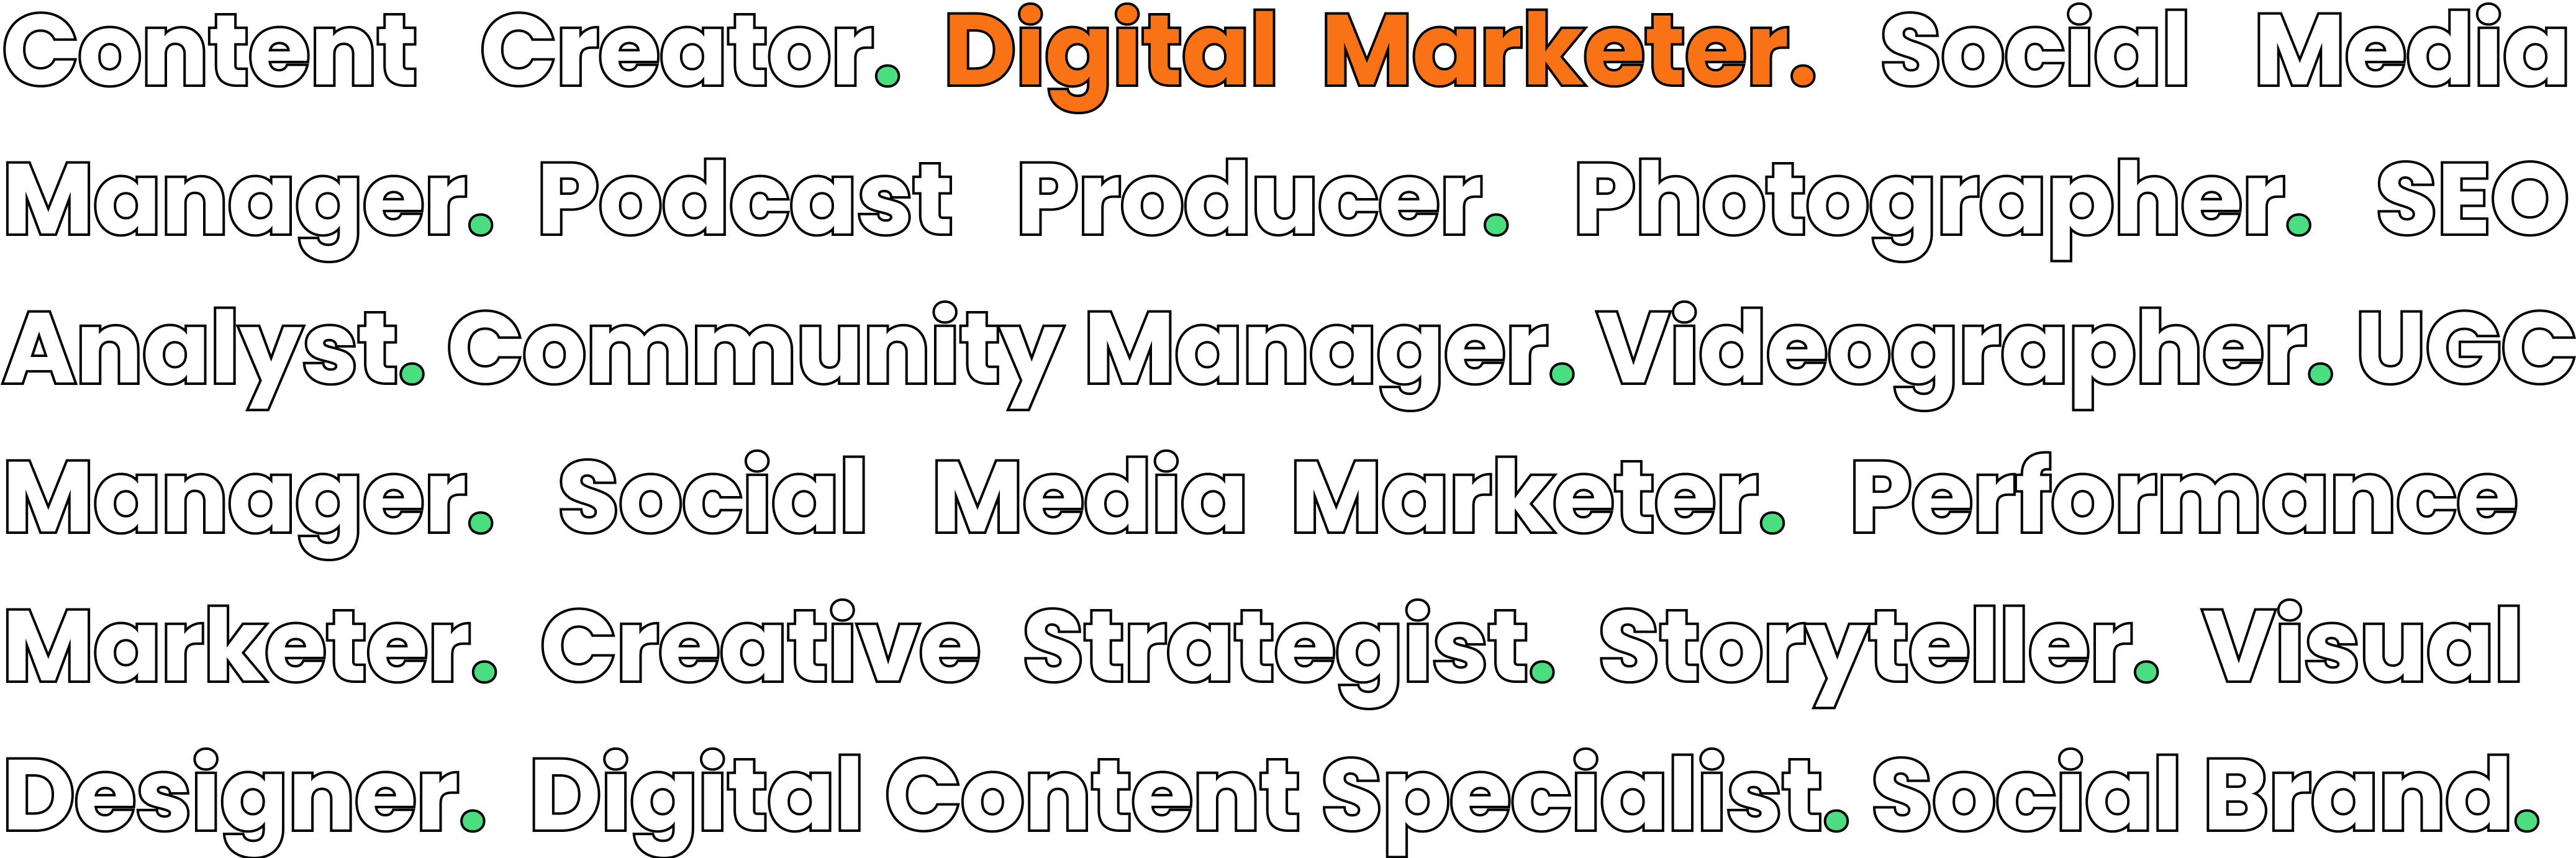 Content Creator. Digital Marketer. Social Media
Manager. Podcast Producer. Photographer. SEO
Analyst. Community Manager. Videographer. UGC
Manager. Social Media Marketer. Performance
Marketer. Creative Strategist. Storyteller. Visual
Designer. Digital Content Specialist. Social Brand.